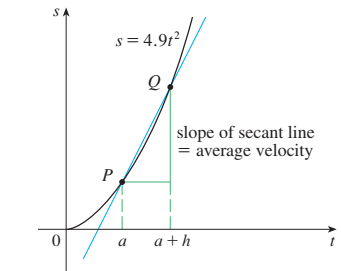 s
s = 4.9t²
Q
slope of secant line
= average velocity
P
0
a
a + h
t